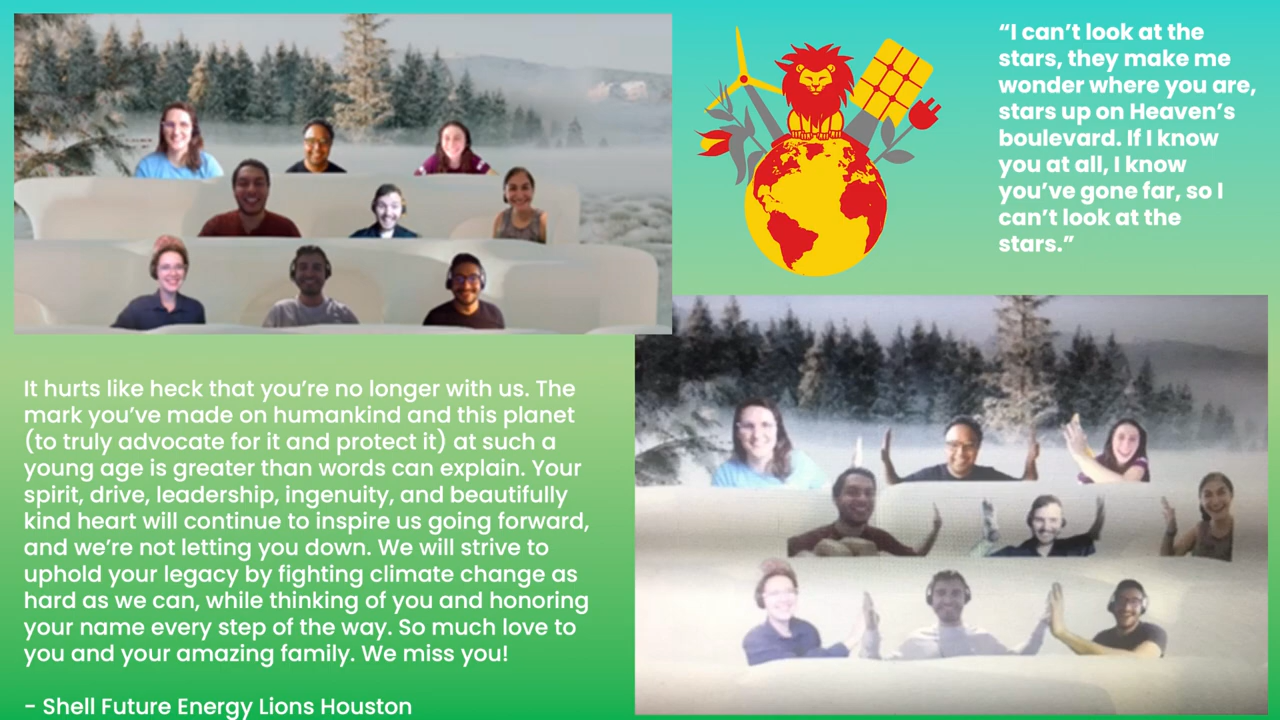 “I can’t look at the
stars, they make me
wonder where you are,
stars up on Heaven’s
boulevard. If I know
you at all, I know
you’ve gone far, so I
can’t look at the
stars.”
It hurts like heck that you’re no longer with us. The
mark you’ve made on humankind and this planet
(to truly advocate for it and protect it) at such a
young age is greater than words can explain. Your
spirit, drive, leadership, ingenuity, and beautifully
kind heart will continue to inspire us going forward,
and we’re not letting you down. We will strive to
uphold your legacy by fighting climate change as
hard as we can, while thinking of you and honoring
your name every step of the way. So much love to
you and your amazing family. We miss you!
- Shell Future Energy Lions Houston